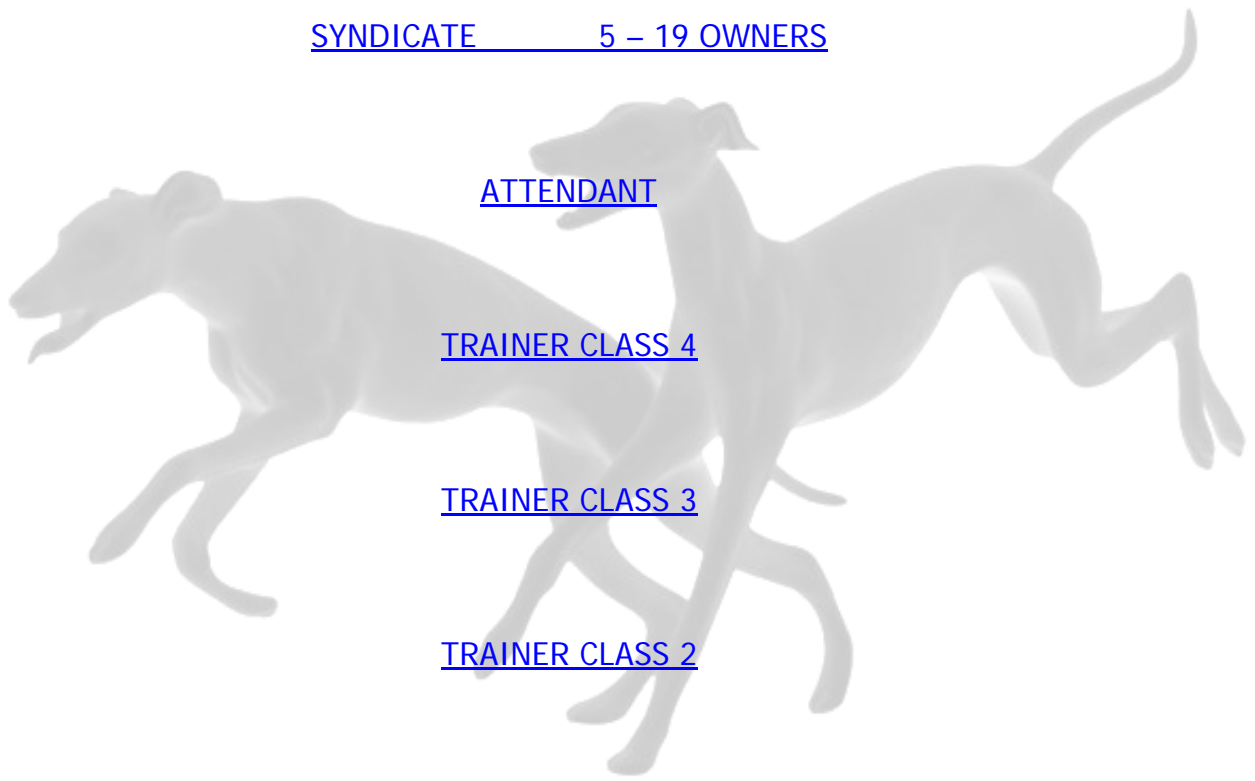 SYNDICATE 5 – 19 OWNERS
ATTENDANT
TRAINER CLASS 4
TRAINER CLASS 3
TRAINER CLASS 2